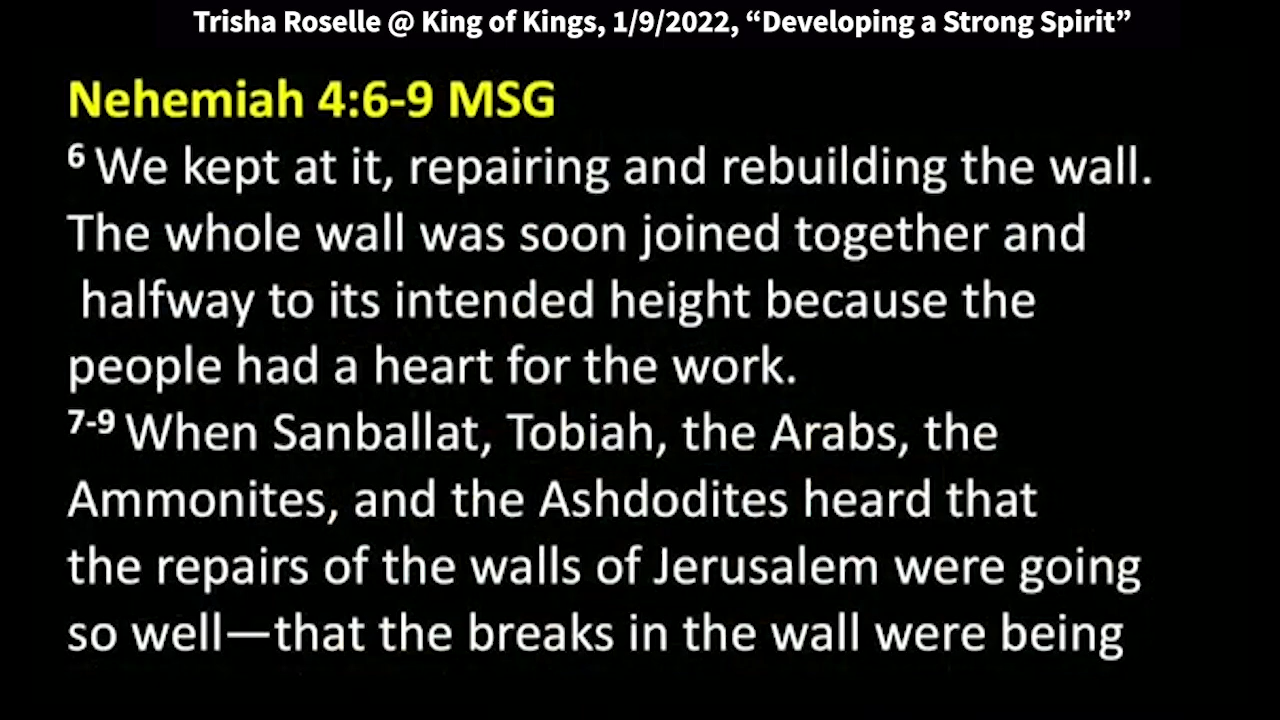 Trisha Roselle @ King of Kings, 1/9/2022, “Developing a Strong Spirit”
Nehemiah 4:6-9 MSG
6 We kept at it, repairing and rebuilding the wall.
The whole wall was soon joined together and
halfway to its intended height because the
people had a heart for the work.
7-9 When Sanballat, Tobiah, the Arabs, the
Ammonites, and the Ashdodites heard that
the repairs of the walls of Jerusalem were going
so well—that the breaks in the wall were being